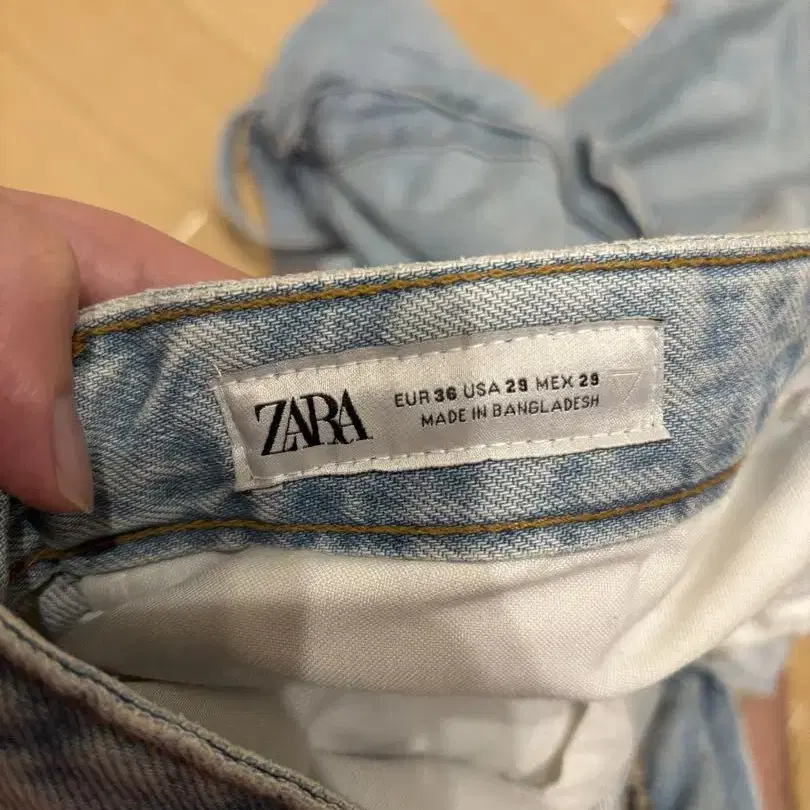 ZARA
EUR 36 USA 29 MEX 29
MADE IN BANGLADESH